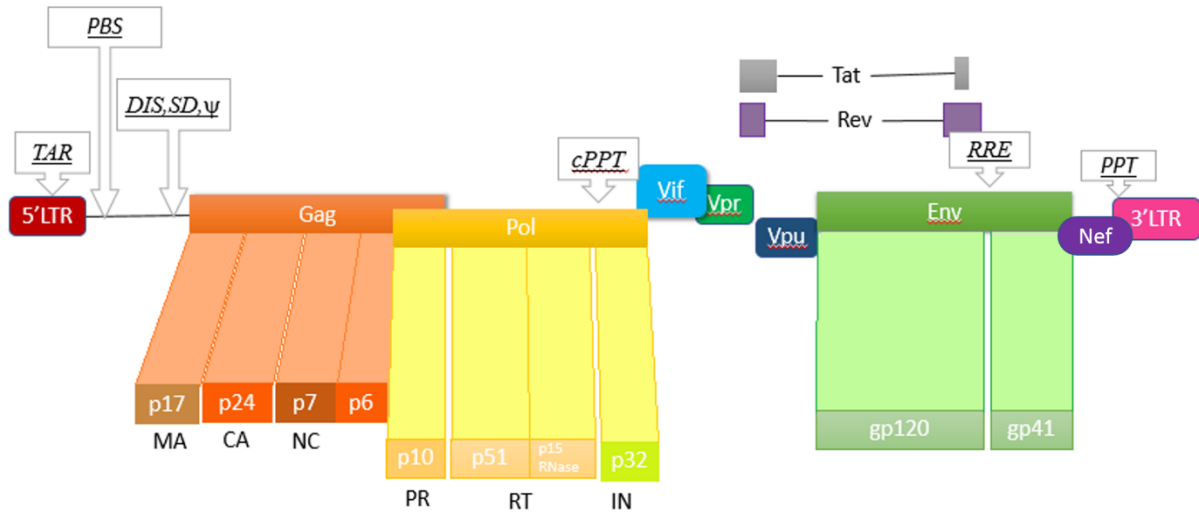 PBS
DIS,SD,ψ
TAR
cPPT
Tat
Rev
RRE
PPT
5'LTR
Gag
Pol
Vif
Vpr
Vpu
Env
Nef
3'LTR
p17
p24
p7
p6
MA
CA
NC
p10
p51
p15
RNase
p32
PR
RT
IN
gp120
gp41